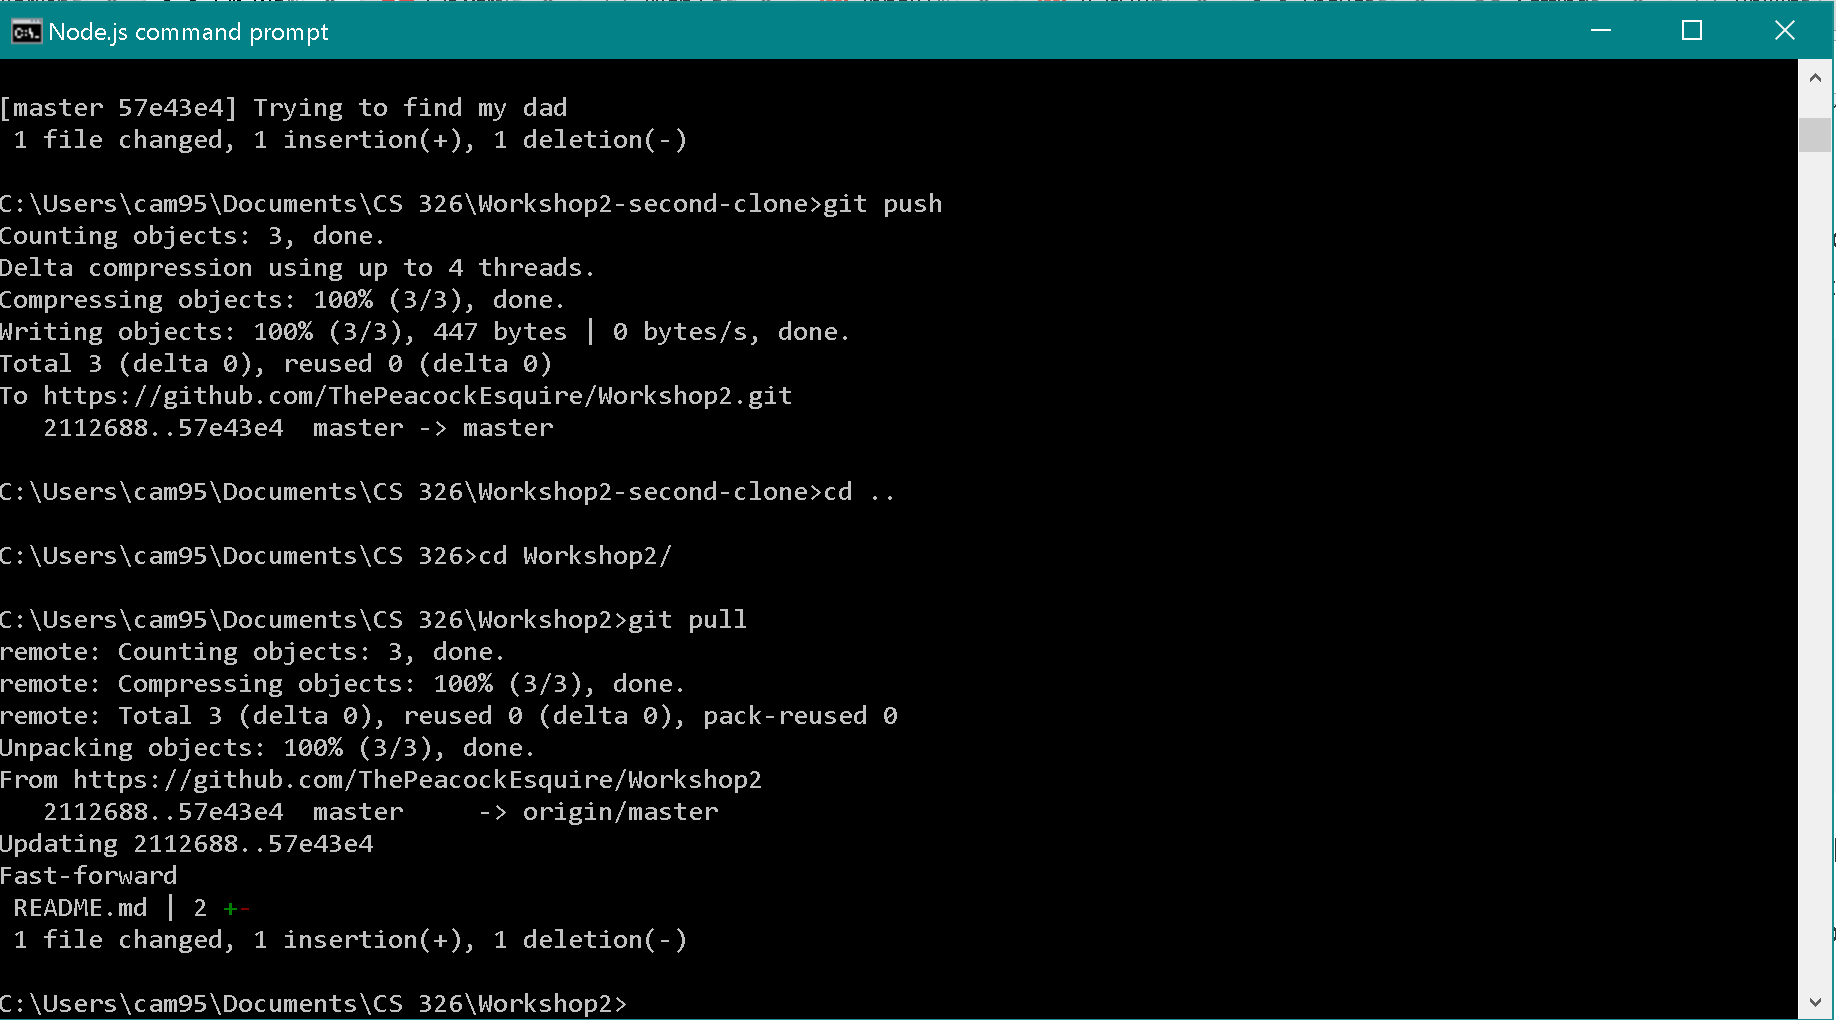 Node.js command prompt
[master 57e43e4] Trying to find my dad
 1 file changed, 1 insertion(+), 1 deletion(-)
C:\Users\cam95\Documents\CS 326\Workshop2-second-clone>git push
Counting objects: 3, done.
Delta compression using up to 4 threads.
Compressing objects: 100% (3/3), done.
Writing objects: 100% (3/3), 447 bytes | 0 bytes/s, done.
Total 3 (delta 0), reused 0 (delta 0)
To https://github.com/ThePeacockEsquire/Workshop2.git
   2112688..57e43e4  master -> master
C:\Users\cam95\Documents\CS 326\Workshop2-second-clone>cd ..
C:\Users\cam95\Documents\CS 326>cd Workshop2/
C:\Users\cam95\Documents\CS 326\Workshop2>git pull
remote: Counting objects: 3, done.
remote: Compressing objects: 100% (3/3), done.
remote: Total 3 (delta 0), reused 0 (delta 0), pack-reused 0
Unpacking objects: 100% (3/3), done.
From https://github.com/ThePeacockEsquire/Workshop2
   2112688..57e43e4  master     -> origin/master
Updating 2112688..57e43e4
Fast-forward
 README.md | 2 +-
 1 file changed, 1 insertion(+), 1 deletion(-)
C:\Users\cam95\Documents\CS 326\Workshop2>